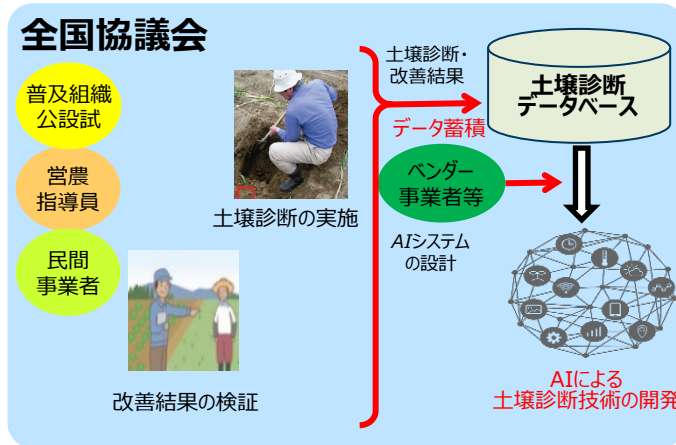 全国協議会
普及組織
公設試
営農
指導員
民間
事業者
土壌診断の実施
改善結果の検証
土壌診断・
改善結果
データ蓄積
土壌診断
データベース
ベンダー
事業者等
AIシステム
の設計
AIによる
土壌診断技術の開発